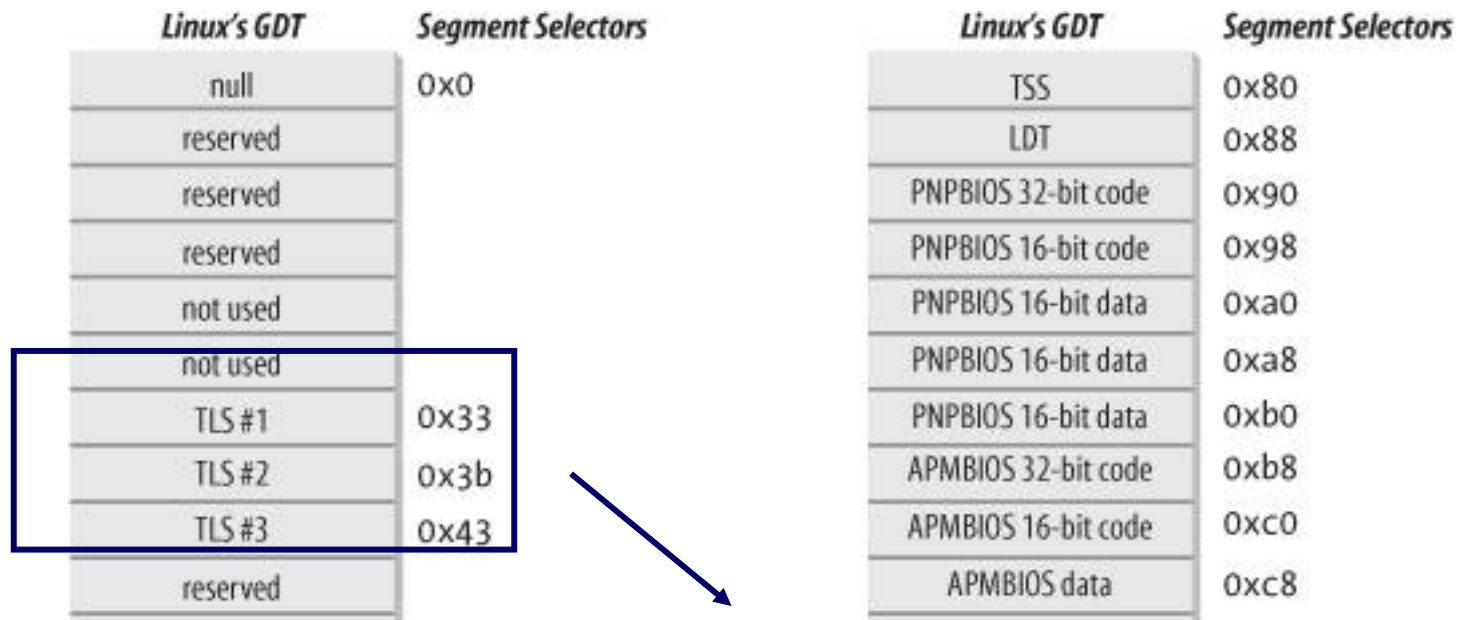 Linux's GDT Segment Selectors
null 0x0
reserved
reserved
reserved
not used
not used
TLS #1 0x33
TLS #2 0x3b
TLS #3 0x43
reserved
Linux's GDT Segment Selectors
TSS 0x80
LDT 0x88
PNPBIOS 32-bit code 0x90
PNPBIOS 16-bit code 0x98
PNPBIOS 16-bit data 0xa0
PNPBIOS 16-bit data 0xa8
PNPBIOS 16-bit data 0xb0
APMBIOS 32-bit code 0xb8
APMBIOS 16-bit code 0xc0
APMBIOS data 0xc8